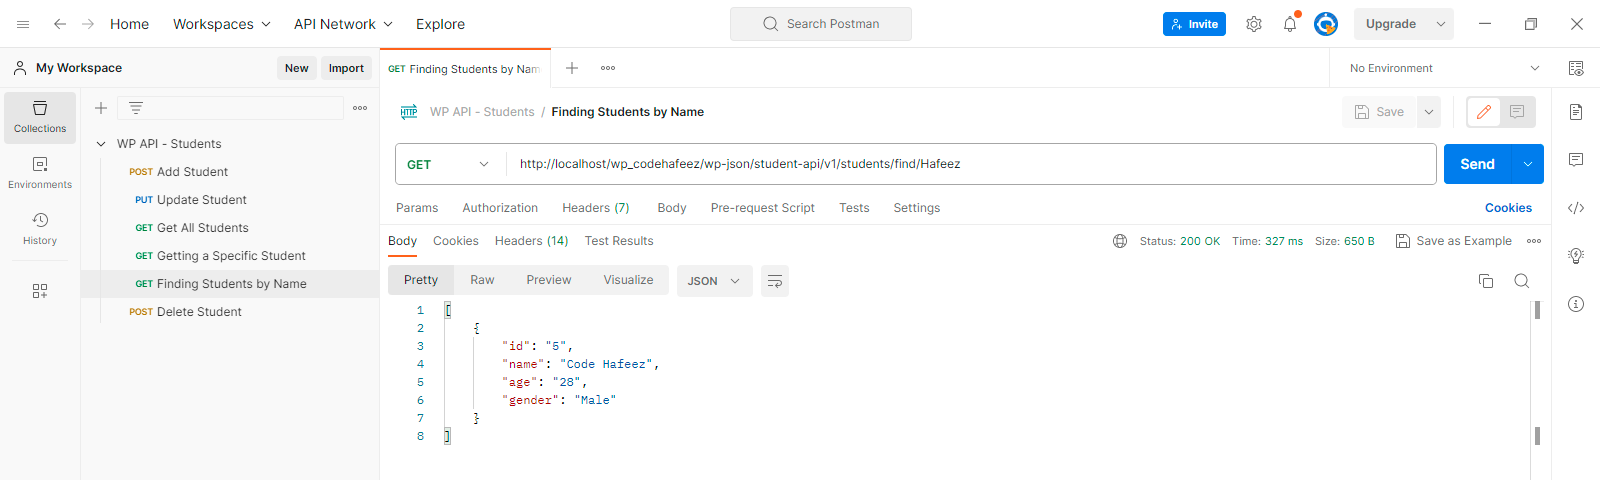 Home Workspaces API Network Explore Search Postman Invite Upgrade
My Workspace New Import GET Finding Students by Nam No Environment
WP API - Students / Finding Students by Name Save
Collections
WP API - Students
POST Add Student
PUT Update Student
GET Get All Students
GET Getting a Specific Student
GET Finding Students by Name
POST Delete Student
Environments
History
GET http://localhost/wp_codehafeez/wp-json/student-api/v1/students/find/Hafeez Send
Params Authorization Headers (7) Body Pre-request Script Tests Settings Cookies
Body Cookies Headers (14) Test Results Status: 200 OK Time: 327 ms Size: 650 B Save as Example
Pretty Raw Preview Visualize JSON
1 [
2 {
3 "id": "5",
4 "name": "Code Hafeez",
5 "age": "28",
6 "gender": "Male"
7 }
8 ]